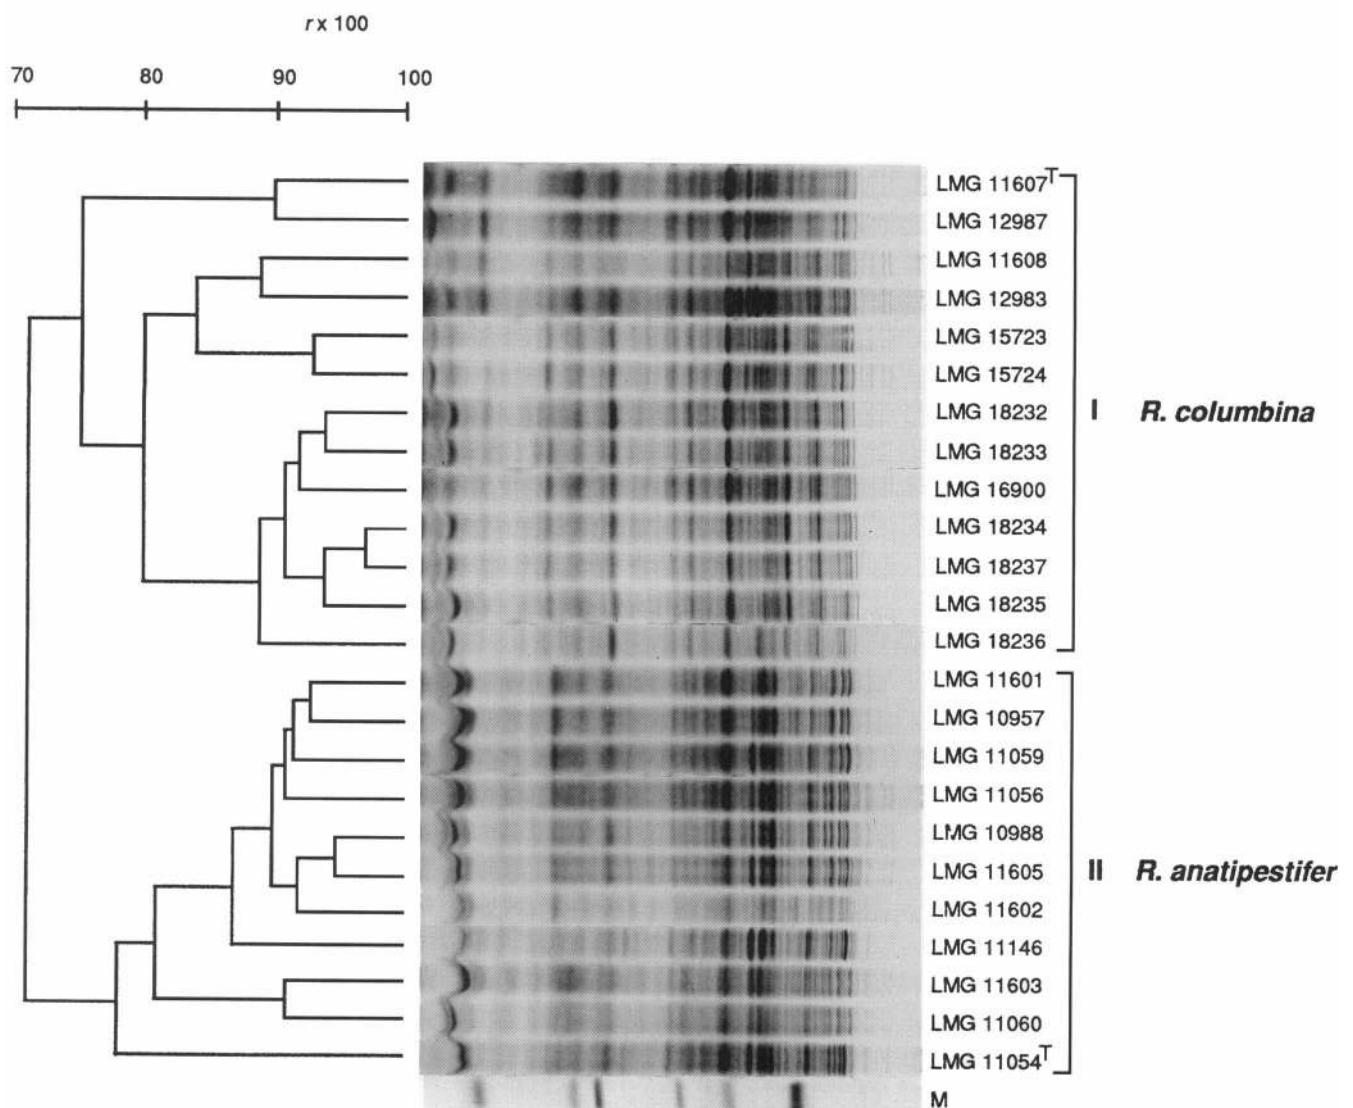 r x 100
70 80 90 100
LMG 11607T
LMG 12987
LMG 11608
LMG 12983
LMG 15723
LMG 15724
LMG 18232
I R. columbina
LMG 18233
LMG 16900
LMG 18234
LMG 18237
LMG 18235
LMG 18236
LMG 11601
LMG 10957
LMG 11059
LMG 11056
LMG 10988
LMG 11605
II R. anatipestifer
LMG 11602
LMG 11146
LMG 11603
LMG 11060
LMG 11054T
M